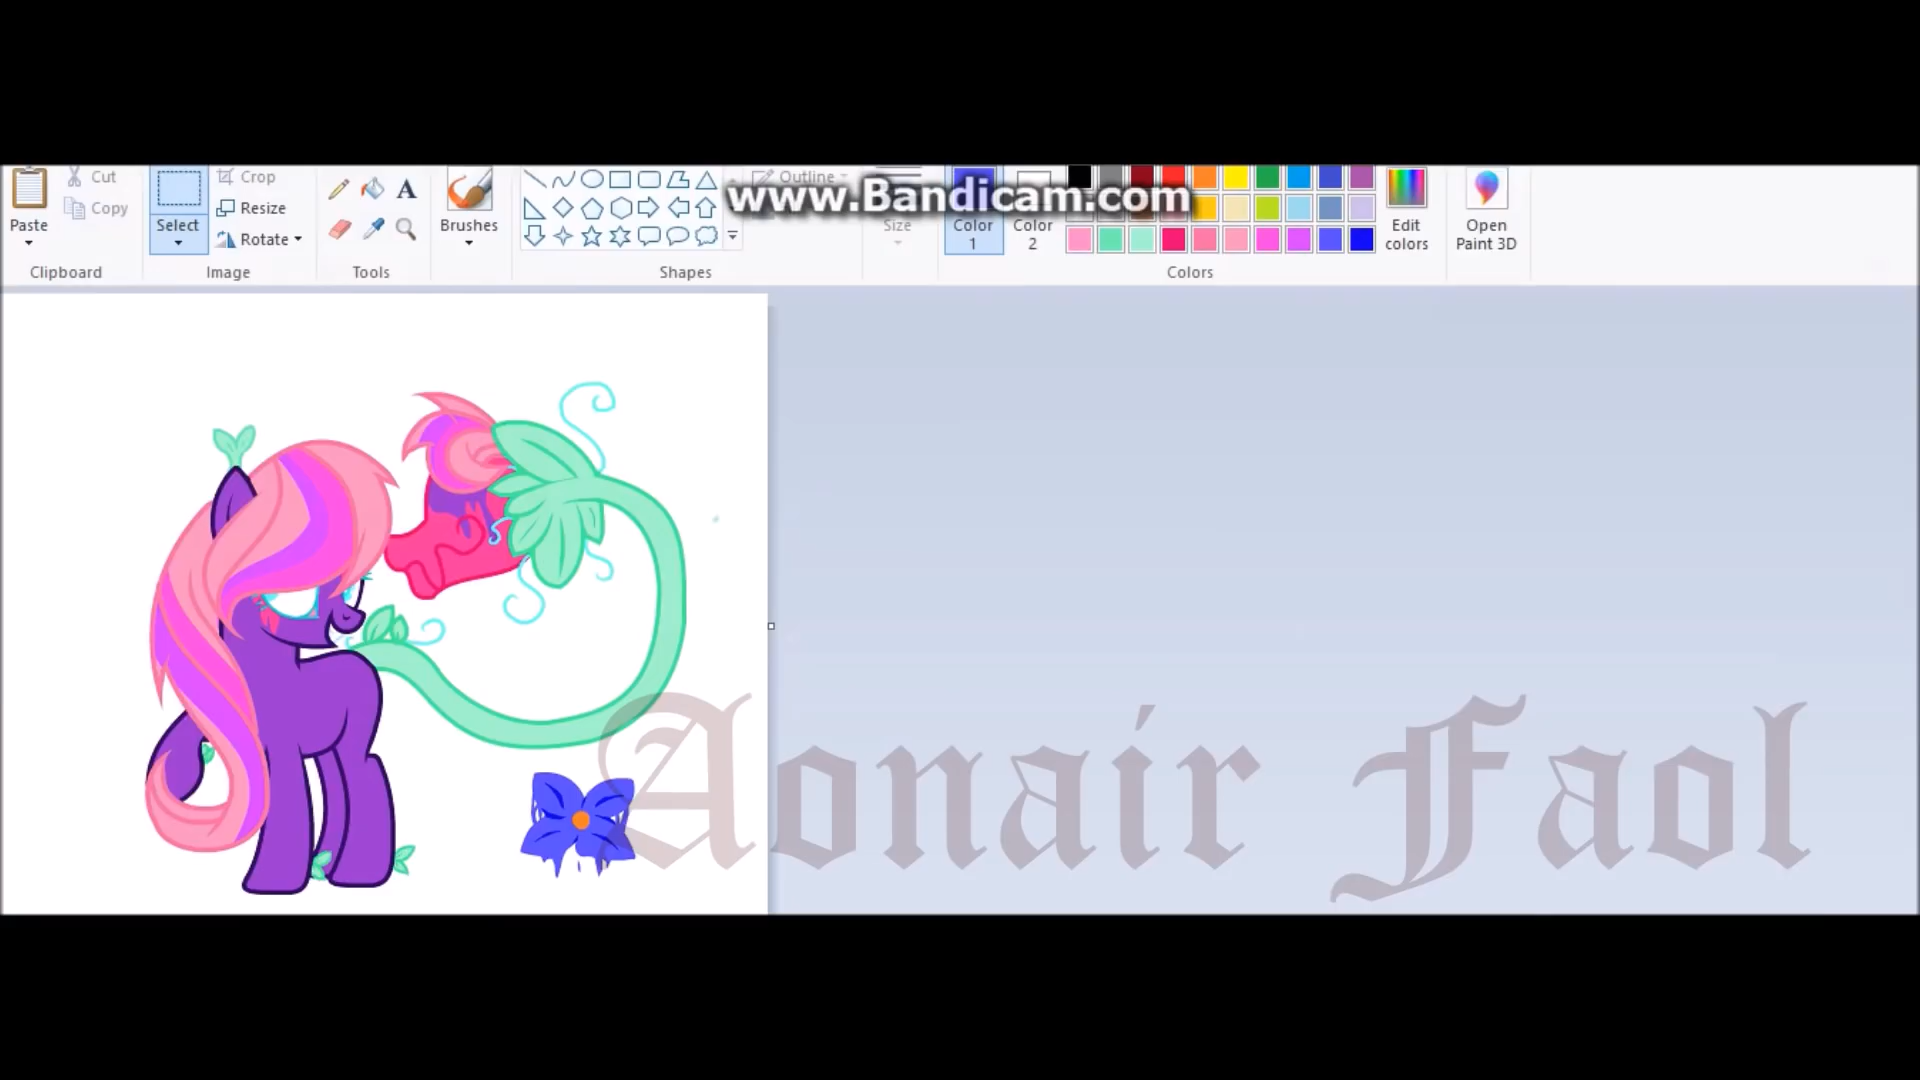 www.Bandicam.com
Cut
Crop
Outline
Copy
Resize
Paste
Select
Rotate
Brushes
Size
Color 1
Color 2
Edit colors
Open Paint 3D
Clipboard
Image
Tools
Shapes
Colors
A
Aonair Faol